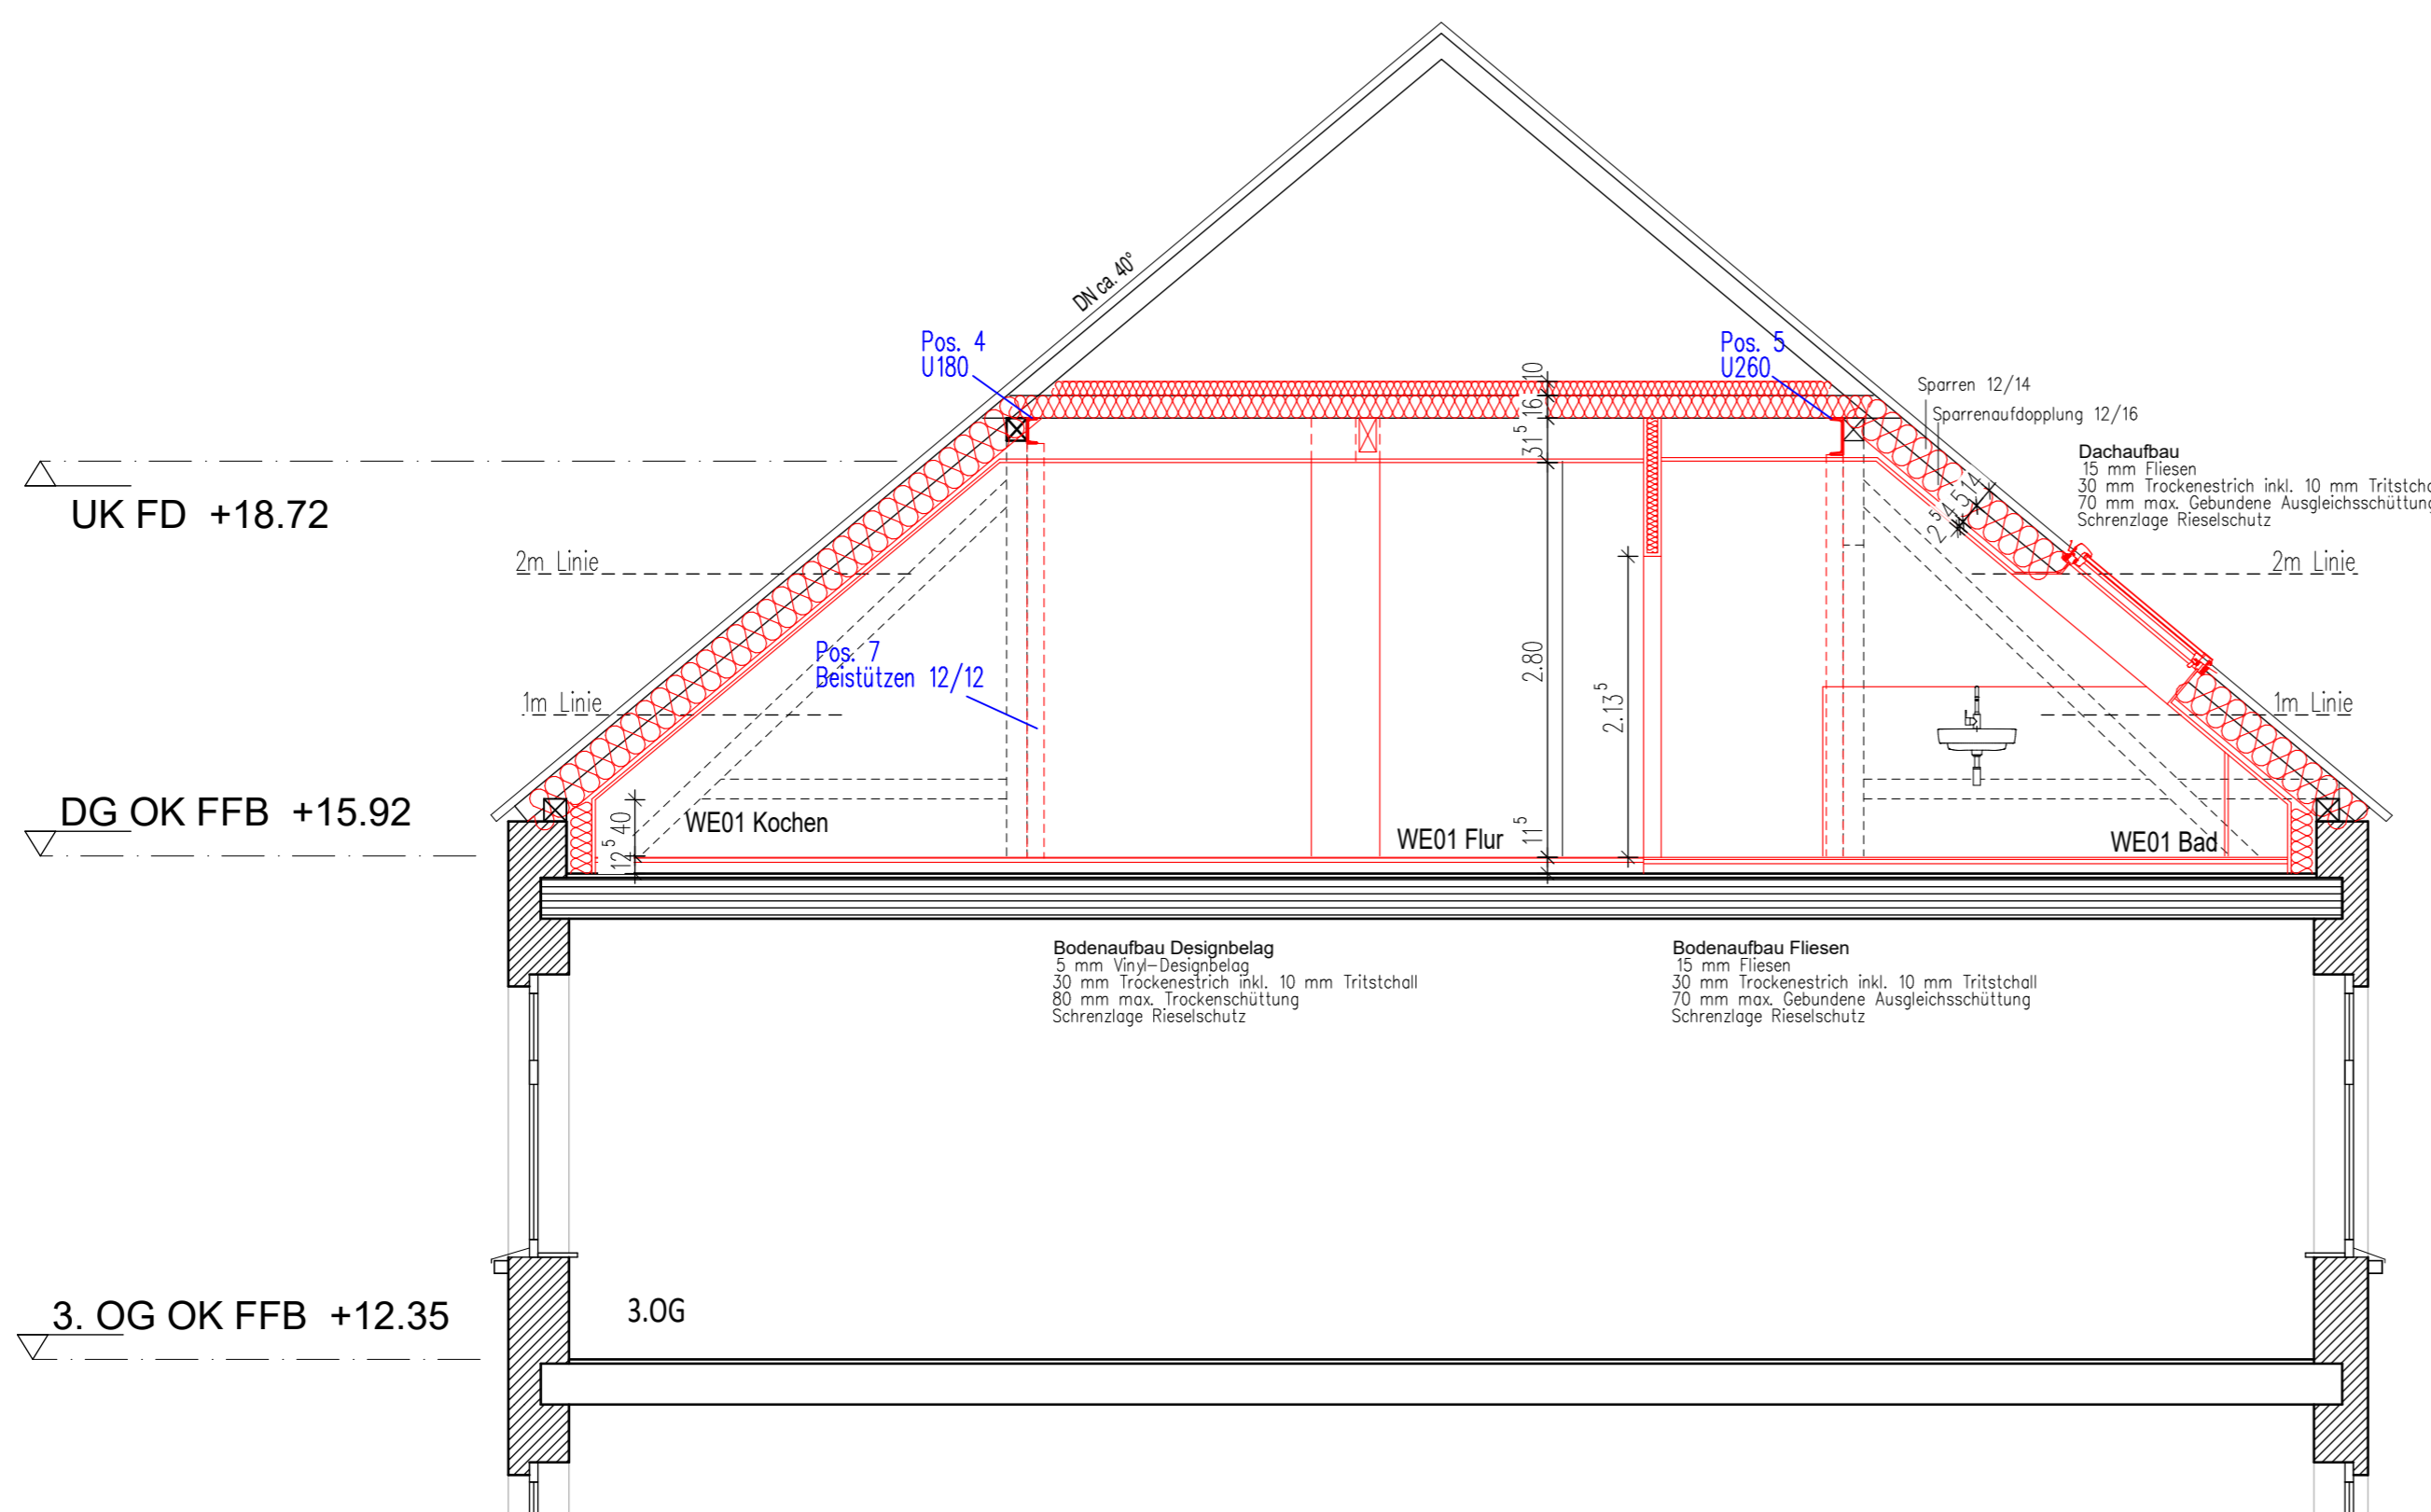 DN ca. 40°
Pos. 4
U180
Pos. 5
U260
10
16
31⁵
Sparren 12/14
Sparrenaufdopplung 12/16
Dachaufbau
15 mm Fliesen
30 mm Trockenestrich inkl. 10 mm Tritstcha
70 mm max. Gebundene Ausgleichsschüttung
Schrenzlage Rieselschutz
UK FD +18.72
2m Linie
2m Linie
Pos. 7
Beistützen 12/12
2.80
2.13⁵
1m Linie
1m Linie
DG OK FFB +15.92
40
12⁵
WE01 Kochen
WE01 Flur
11⁵
WE01 Bad
Bodenaufbau Designbelag
5 mm Vinyl-Designbelag
30 mm Trockenestrich inkl. 10 mm Tritstchall
80 mm max. Trockenschüttung
Schrenzlage Rieselschutz
Bodenaufbau Fliesen
15 mm Fliesen
30 mm Trockenestrich inkl. 10 mm Tritstchall
70 mm max. Gebundene Ausgleichsschüttung
Schrenzlage Rieselschutz
3. OG OK FFB +12.35
3.OG